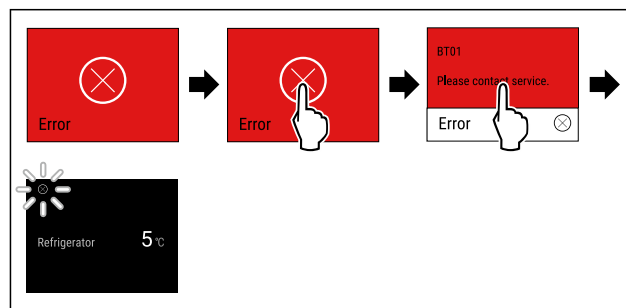 Error
Error
BT01
Please contact service.
Error
Refrigerator 5 °C